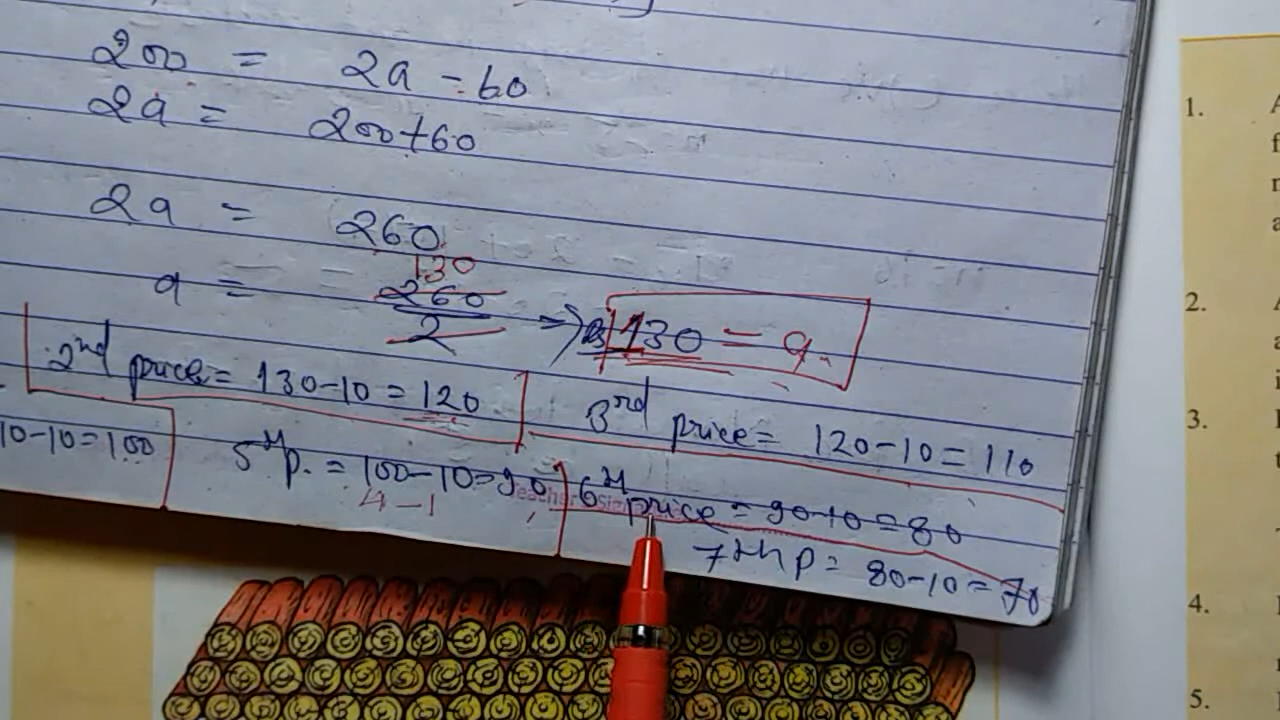 200 = 2a - 60
2a = 200+60
2a = 260
130
a = 260/2 => 130 = a.
2nd price = 130-10 = 120
3rd price = 120-10 = 110
10-10=100
5th p. = 100-10=90
6th price = 90-10=80
4-1
7th p = 80-10=70
1.
2.
3.
4.
5.